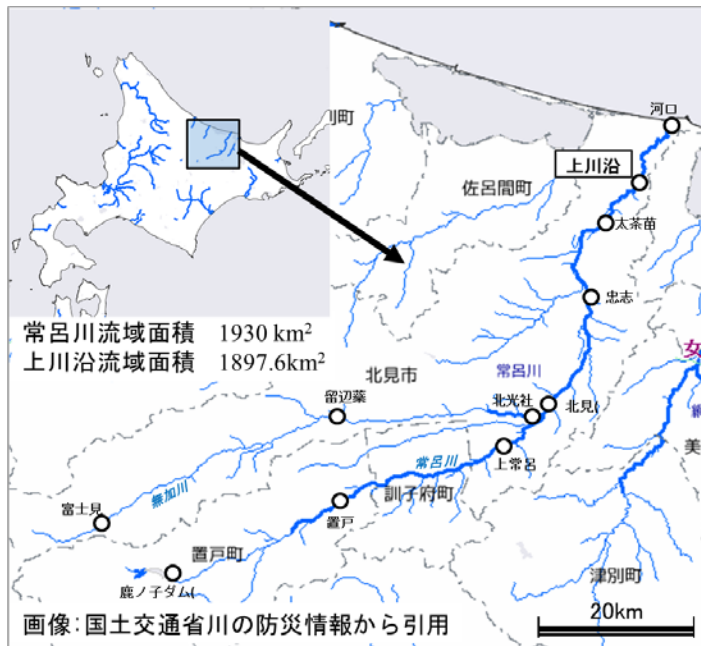 河口
別町
上川沿
佐呂間町
太茶苗
忠志
常呂川流域面積 1930 km²
上川沿流域面積 1897.6km²
女
常呂川
北見市
留辺蘂
北光社
北見(
網
美
上常呂
常呂川
無加川
訓子府町
富士見
置戸
置戸町
津別町
鹿ノ子ダム(
20km
画像：国土交通省川の防災情報から引用